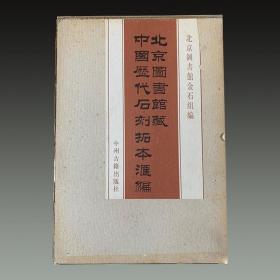 北京圖書館金石組編
北京圖書館藏
中國歷代石刻拓本滙編
中州古籍出版社